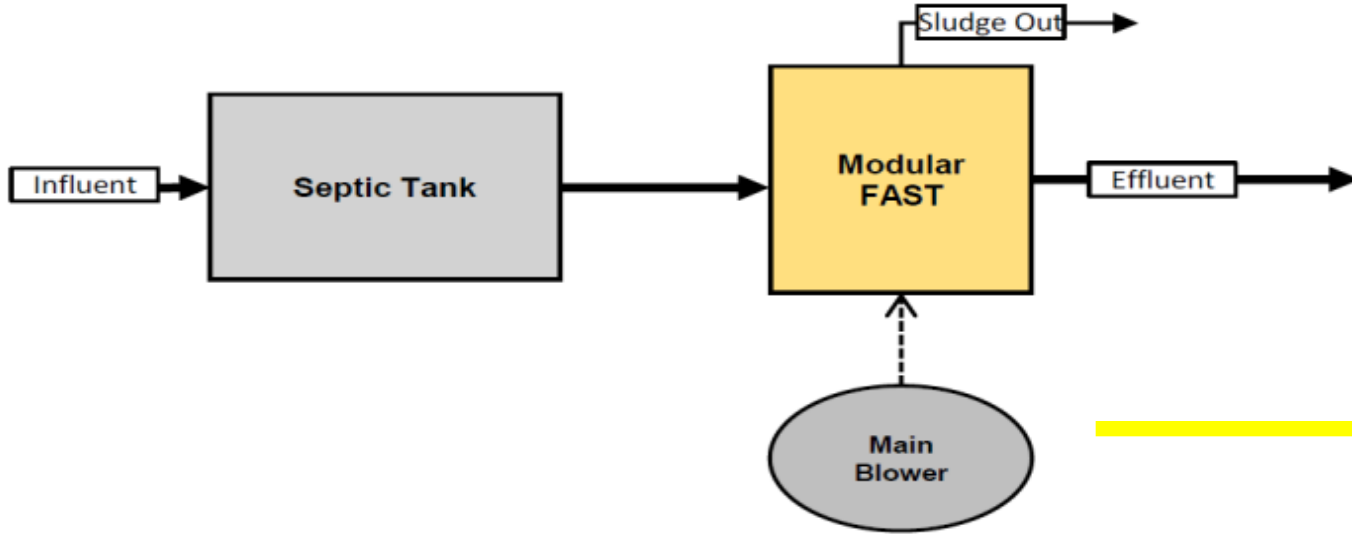 Sludge Out
Influent
Septic Tank
Modular
FAST
Effluent
Main
Blower